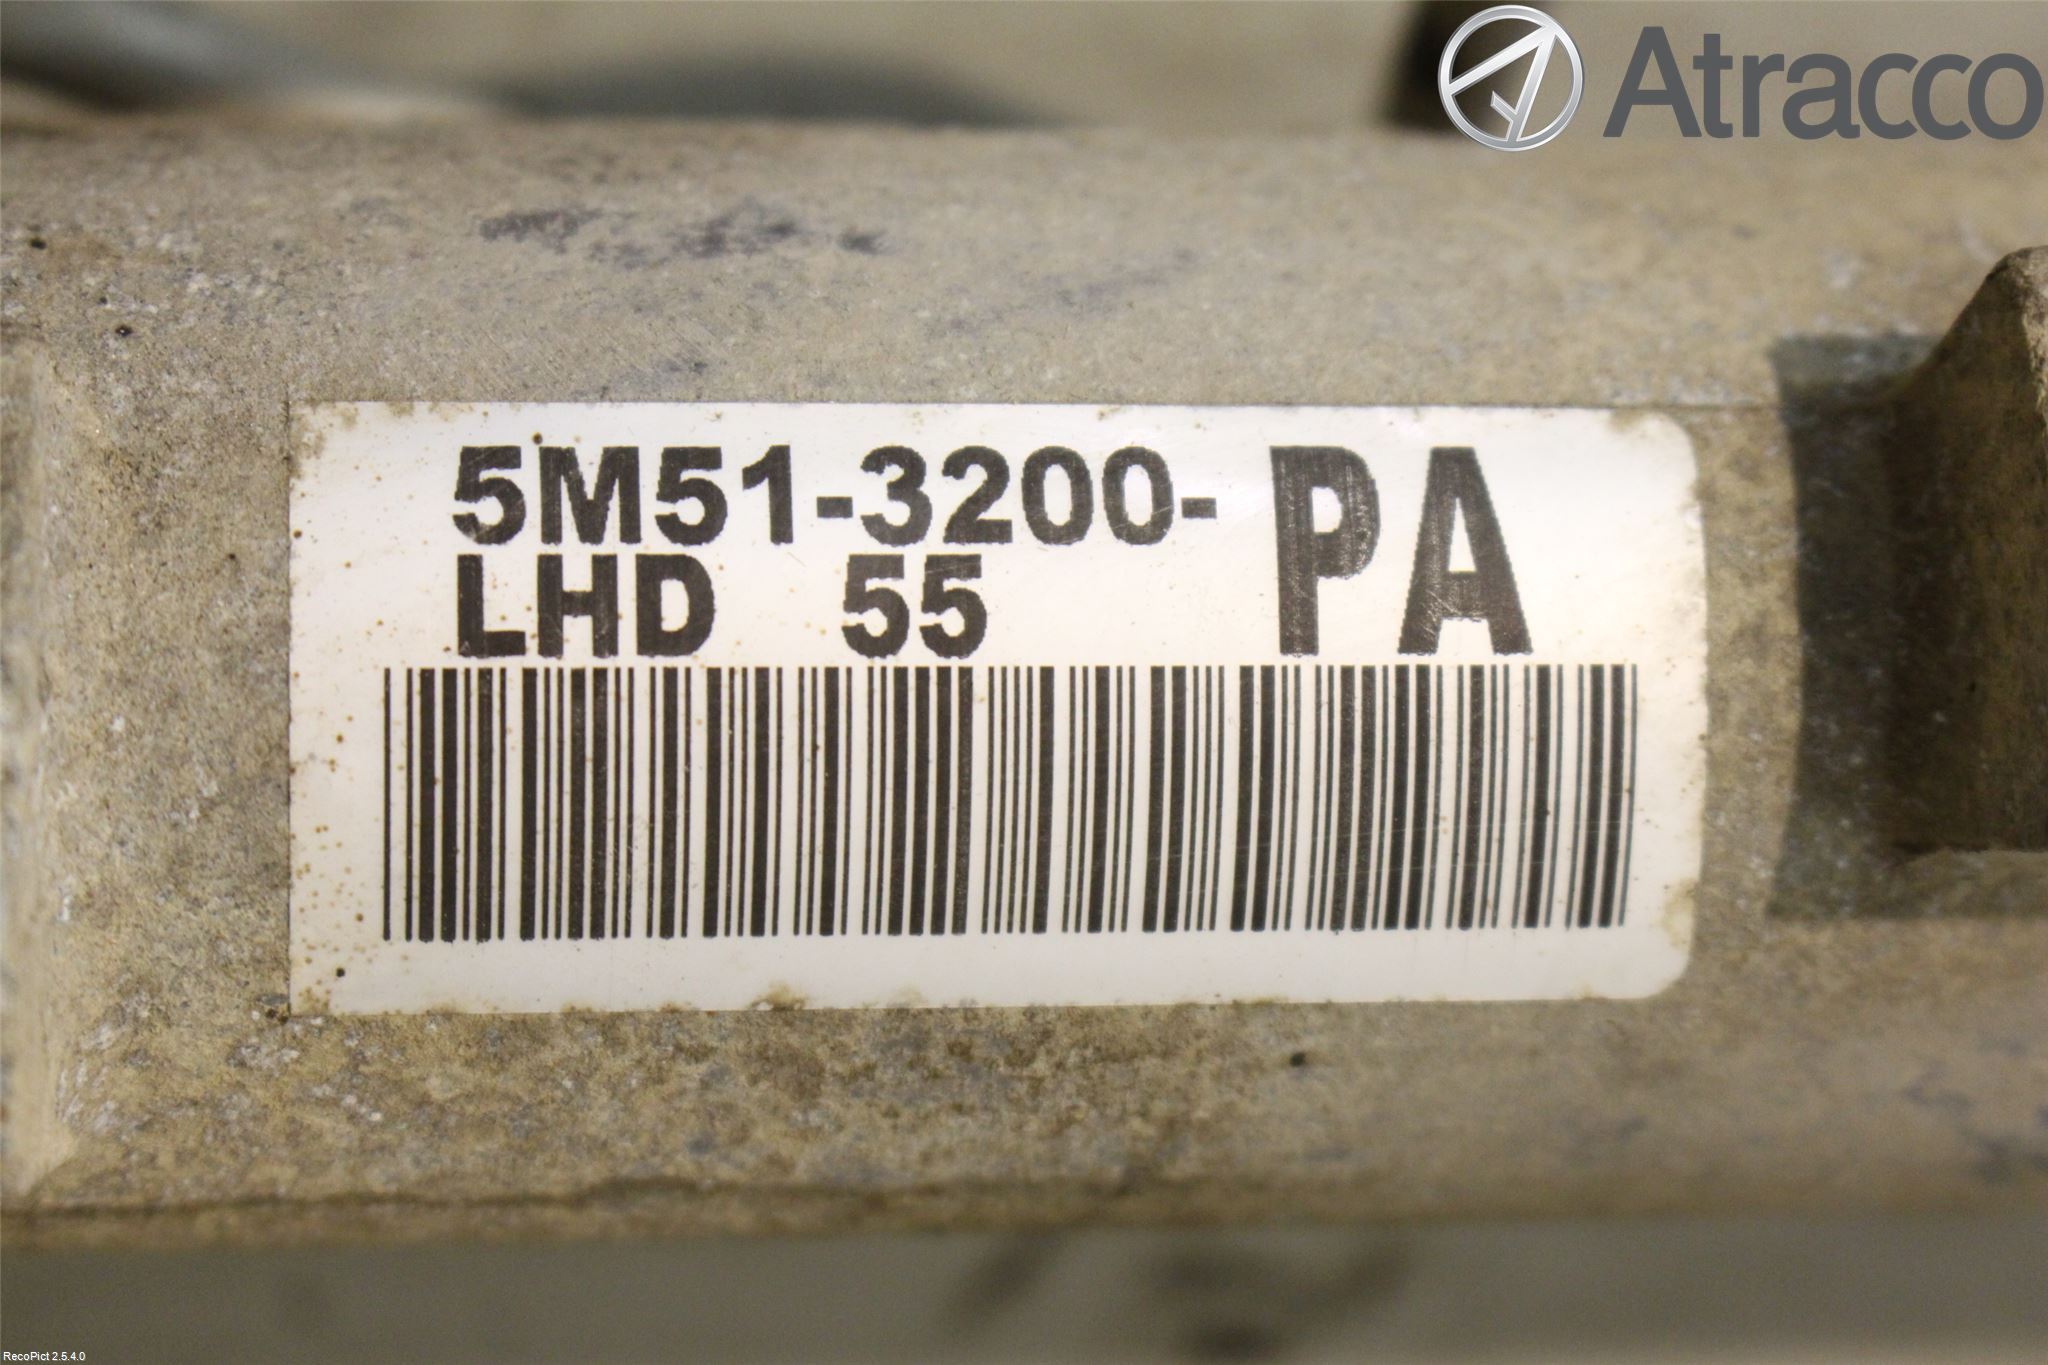 Atracco
5M51-3200-PA
LHD 55
RecoPict 2.5.4.0